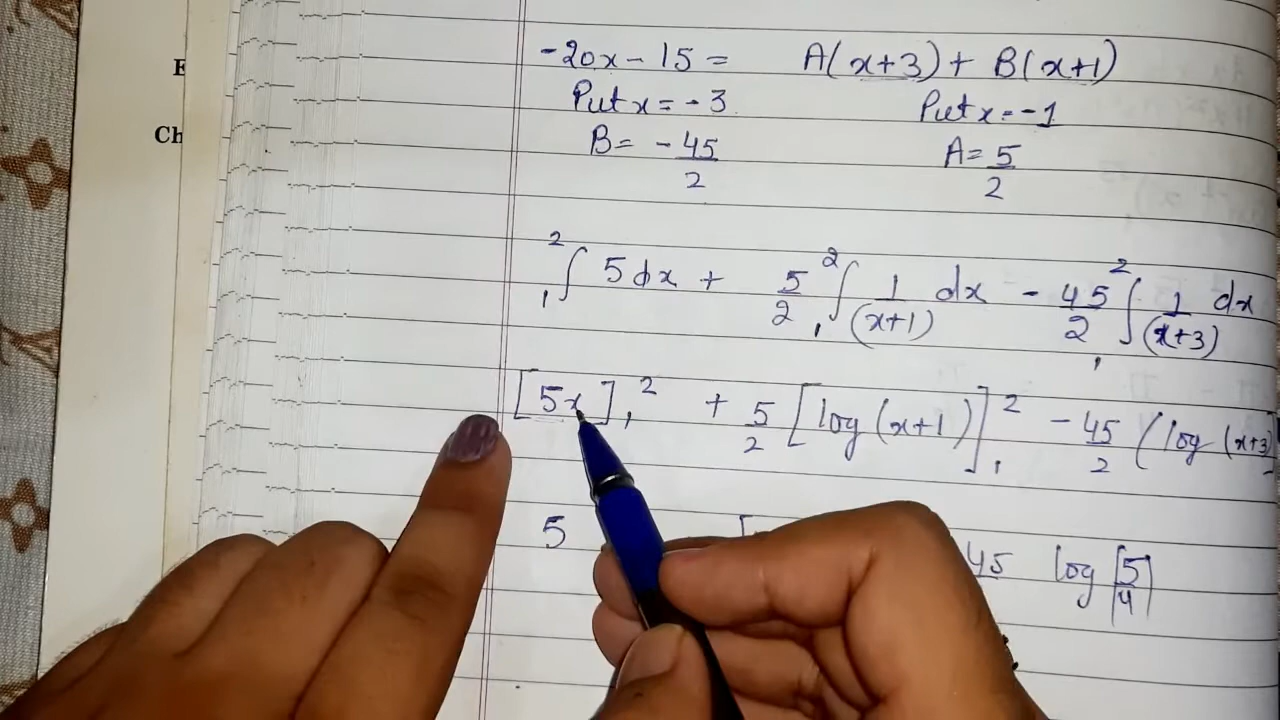 E
Ch
-20x - 15 = A(x+3) + B(x+1)
Put x = -3 Put x = -1
B = -45/2 A = 5/2
₁²∫ 5 dx + 5/2 ₁²∫ 1/(x+1) dx - 45/2 ₁²∫ 1/(x+3) dx
[5x]₁² + 5/2 [log (x+1)]₁² - 45/2 (log (x+3)
5 45 log |5/4|